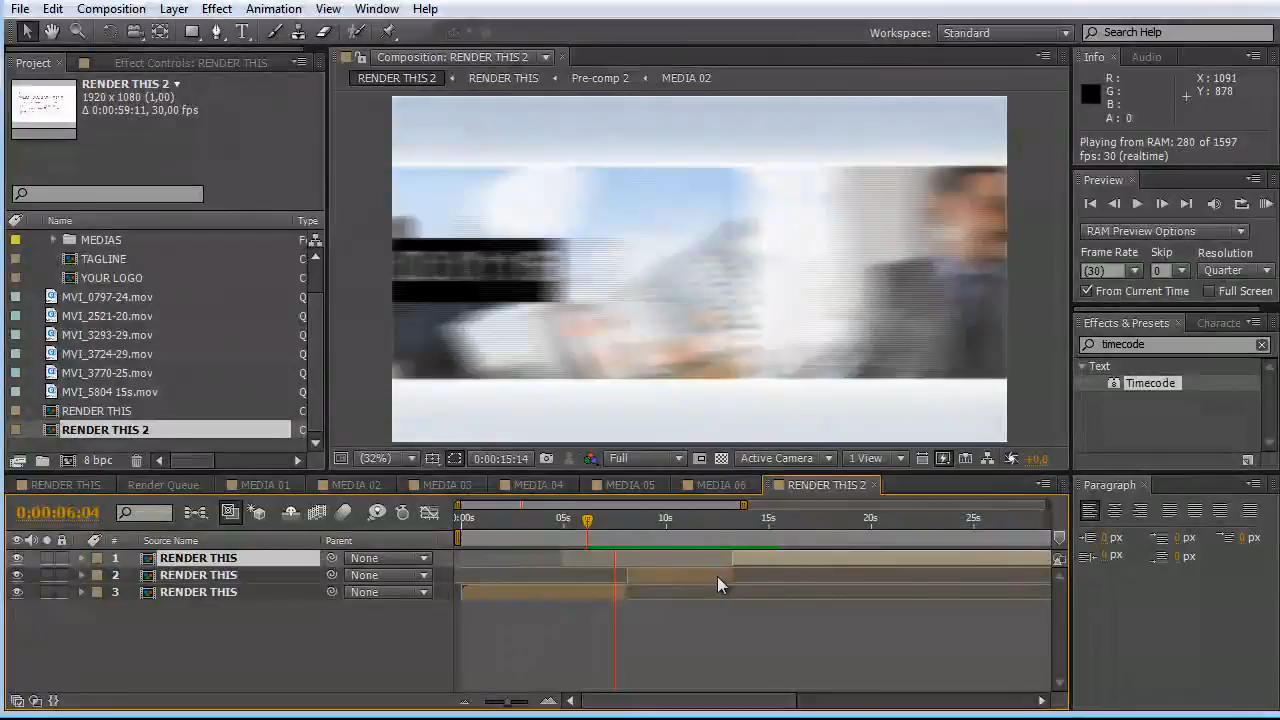 File Edit Composition Layer Effect Animation View Window Help
Workspace: Standard Search Help
Project Effect Controls: RENDER THIS
Composition: RENDER THIS 2
Info Audio
RENDER THIS 2
1920 x 1080 (1,00)
Δ 0:00:59:11, 30,00 fps
RENDER THIS 2 RENDER THIS Pre-comp 2 MEDIA 02
R :
G :
B :
A : 0
X : 1091
Y : 878
Playing from RAM: 280 of 1597
fps: 30 (realtime)
Preview
RAM Preview Options
Frame Rate Skip Resolution
(30) 0 Quarter
From Current Time Full Screen
Effects & Presets Characte
timecode
Text
Timecode
Name Type
MEDIAS F
TAGLINE C
YOUR LOGO C
MVI_0797-24.mov Q
MVI_2521-20.mov Q
MVI_3293-29.mov Q
MVI_3724-29.mov Q
MVI_3770-25.mov Q
MVI_5804 15s.mov Q
RENDER THIS C
RENDER THIS 2 C
8 bpc
(32%) 0:00:15:14 Full Active Camera 1 View +0,0
RENDER THIS Render Queue MEDIA 01 MEDIA 02 MEDIA 03 MEDIA 04 MEDIA 05 MEDIA 06 RENDER THIS 2
Paragraph
0:00:06:04
:00s 05s 10s 15s 20s 25s
# Source Name Parent
1 RENDER THIS None
2 RENDER THIS None
3 RENDER THIS None
0 px 0 px 0 px
0 px 0 px